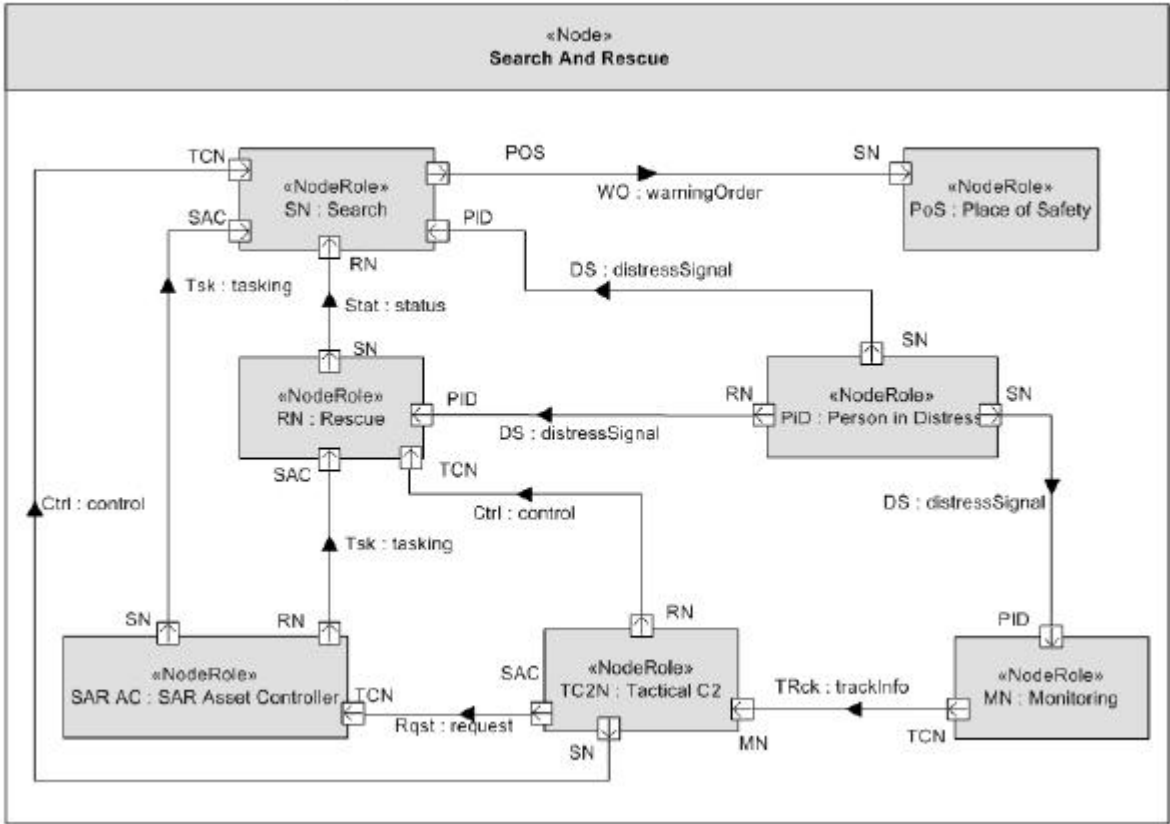 «Node»
Search And Rescue
TCN
«NodeRole»
SN : Search
SAC
POS
WO : warningOrder
SN
«NodeRole»
PoS : Place of Safety
PID
RN
DS : distressSignal
Tsk : tasking
Stat : status
SN
«NodeRole»
RN : Rescue
PID
DS : distressSignal
RN
SN
«NodeRole»
PiD : Person in Distress
SN
SAC
TCN
Ctrl : control
Ctrl : control
DS : distressSignal
Tsk : tasking
SN
RN
«NodeRole»
SAR AC : SAR Asset Controller
TCN
Rqst : request
SAC
RN
«NodeRole»
TC2N : Tactical C2
SN
MN
TRck : trackInfo
PID
«NodeRole»
MN : Monitoring
TCN